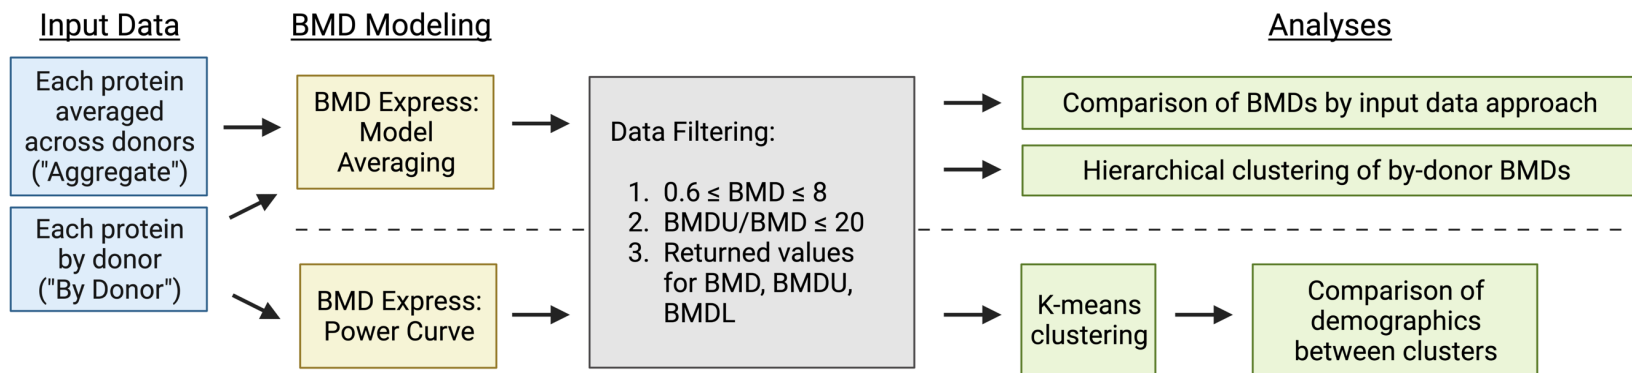 Input Data
BMD Modeling
Analyses
Each protein
averaged
across donors
("Aggregate")
Each protein
by donor
("By Donor")
BMD Express:
Model
Averaging
BMD Express:
Power Curve
Data Filtering:
1. 0.6 ≤ BMD ≤ 8
2. BMDU/BMD ≤ 20
3. Returned values
for BMD, BMDU,
BMDL
Comparison of BMDs by input data approach
Hierarchical clustering of by-donor BMDs
K-means
clustering
Comparison of
demographics
between clusters